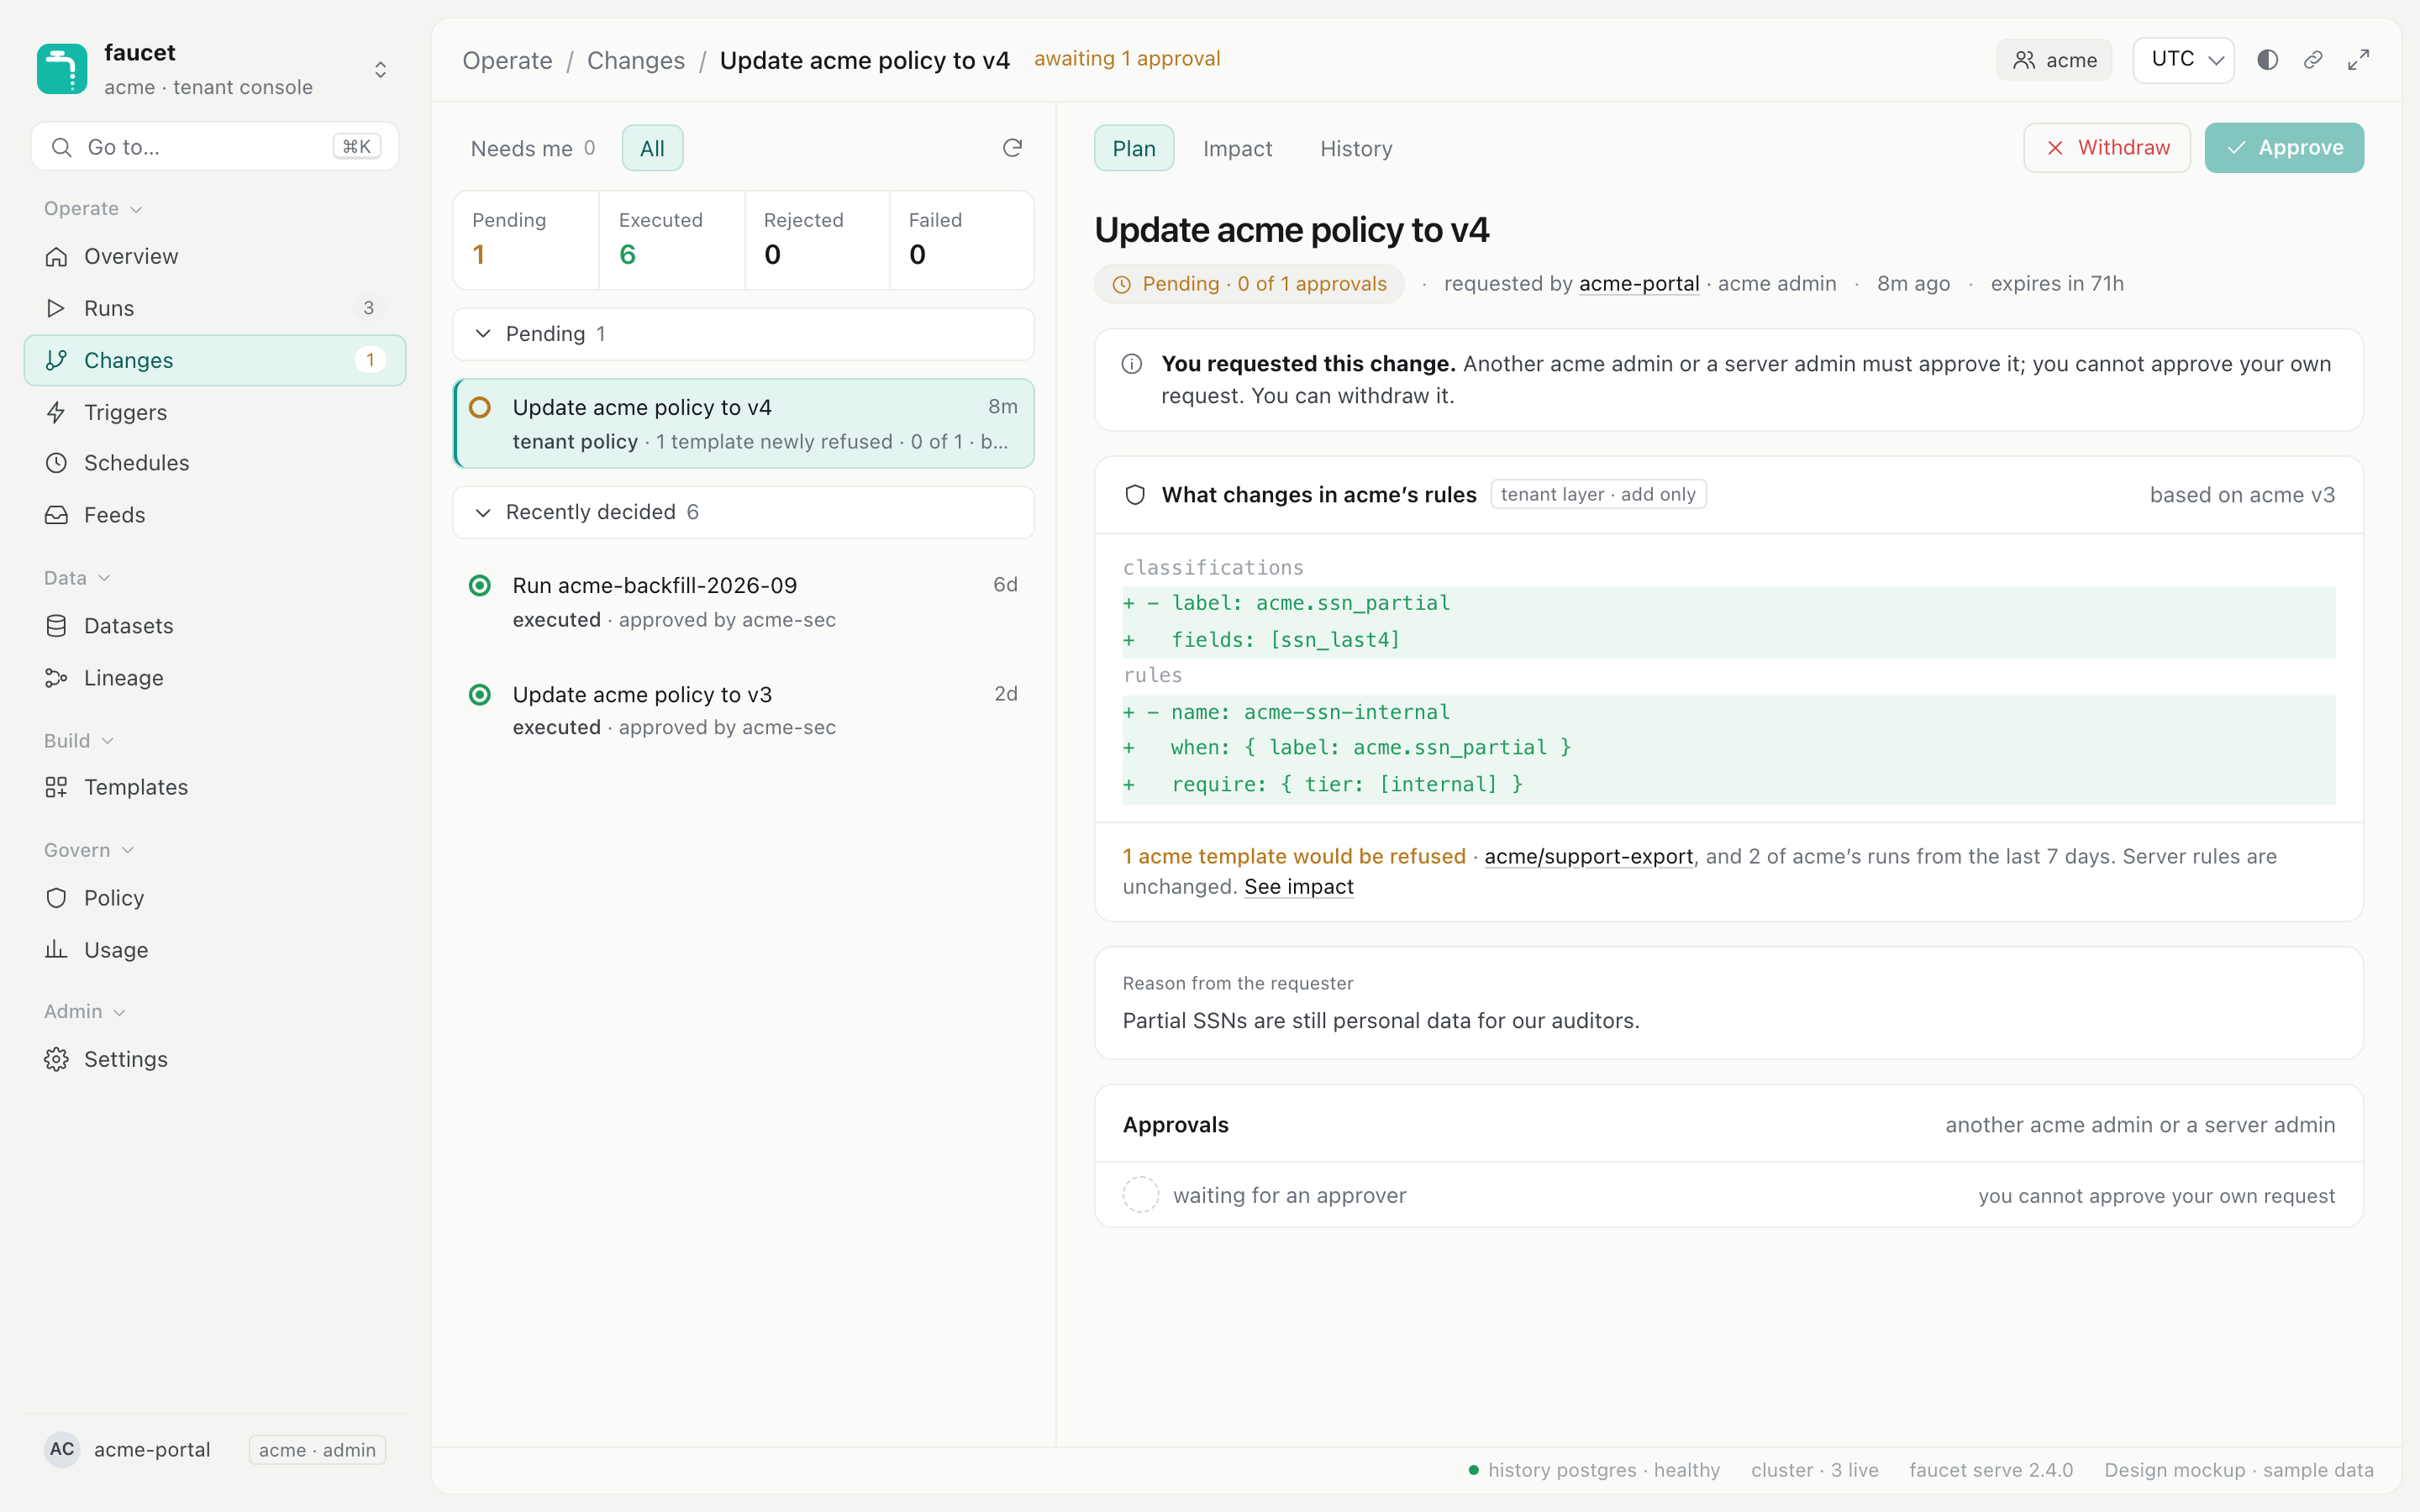 faucet
acme · tenant console
Go to... ⌘K
Operate
Overview
Runs 3
Changes 1
Triggers
Schedules
Feeds
Data
Datasets
Lineage
Build
Templates
Govern
Policy
Usage
Admin
Settings
AC acme-portal acme · admin
Operate / Changes / Update acme policy to v4 awaiting 1 approval
acme UTC
Needs me 0 All
Pending Executed Rejected Failed
1 6 0 0
Pending 1
Update acme policy to v4 8m
tenant policy · 1 template newly refused · 0 of 1 · b...
Recently decided 6
Run acme-backfill-2026-09 6d
executed · approved by acme-sec
Update acme policy to v3 2d
executed · approved by acme-sec
Plan Impact History Withdraw Approve
Update acme policy to v4
Pending · 0 of 1 approvals · requested by acme-portal · acme admin · 8m ago · expires in 71h
You requested this change. Another acme admin or a server admin must approve it; you cannot approve your own
request. You can withdraw it.
What changes in acme’s rules tenant layer · add only based on acme v3
classifications
+ - label: acme.ssn_partial
+ fields: [ssn_last4]
rules
+ - name: acme-ssn-internal
+ when: { label: acme.ssn_partial }
+ require: { tier: [internal] }
1 acme template would be refused · acme/support-export, and 2 of acme’s runs from the last 7 days. Server rules are
unchanged. See impact
Reason from the requester
Partial SSNs are still personal data for our auditors.
Approvals another acme admin or a server admin
waiting for an approver you cannot approve your own request
history postgres · healthy cluster · 3 live faucet serve 2.4.0 Design mockup · sample data